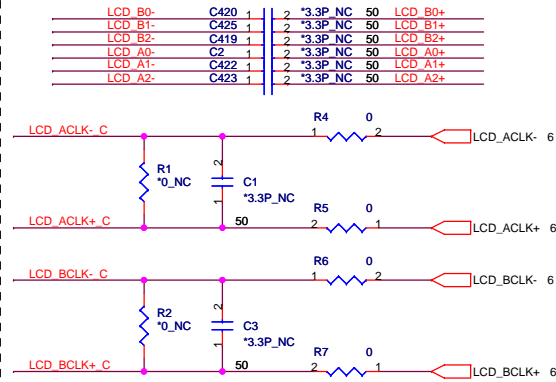 LCD_B0- C420 1 2 *3.3P_NC 50 LCD_B0+
LCD_B1- C425 1 2 *3.3P_NC 50 LCD_B1+
LCD_B2- C419 1 2 *3.3P_NC 50 LCD_B2+
LCD_A0- C2 1 2 *3.3P_NC 50 LCD_A0+
LCD_A1- C422 1 2 *3.3P_NC 50 LCD_A1+
LCD_A2- C423 1 2 *3.3P_NC 50 LCD_A2+
R4 0
LCD_ACLK-_C 1 2 LCD_ACLK- 6
2
R1 C1
*0_NC *3.3P_NC
1
R5 0
LCD_ACLK+_C 50 2 1 LCD_ACLK+ 6
R6 0
LCD_BCLK-_C 1 2 LCD_BCLK- 6
2
R2 C3
*0_NC *3.3P_NC
1
R7 0
LCD_BCLK+_C 50 2 1 LCD_BCLK+ 6